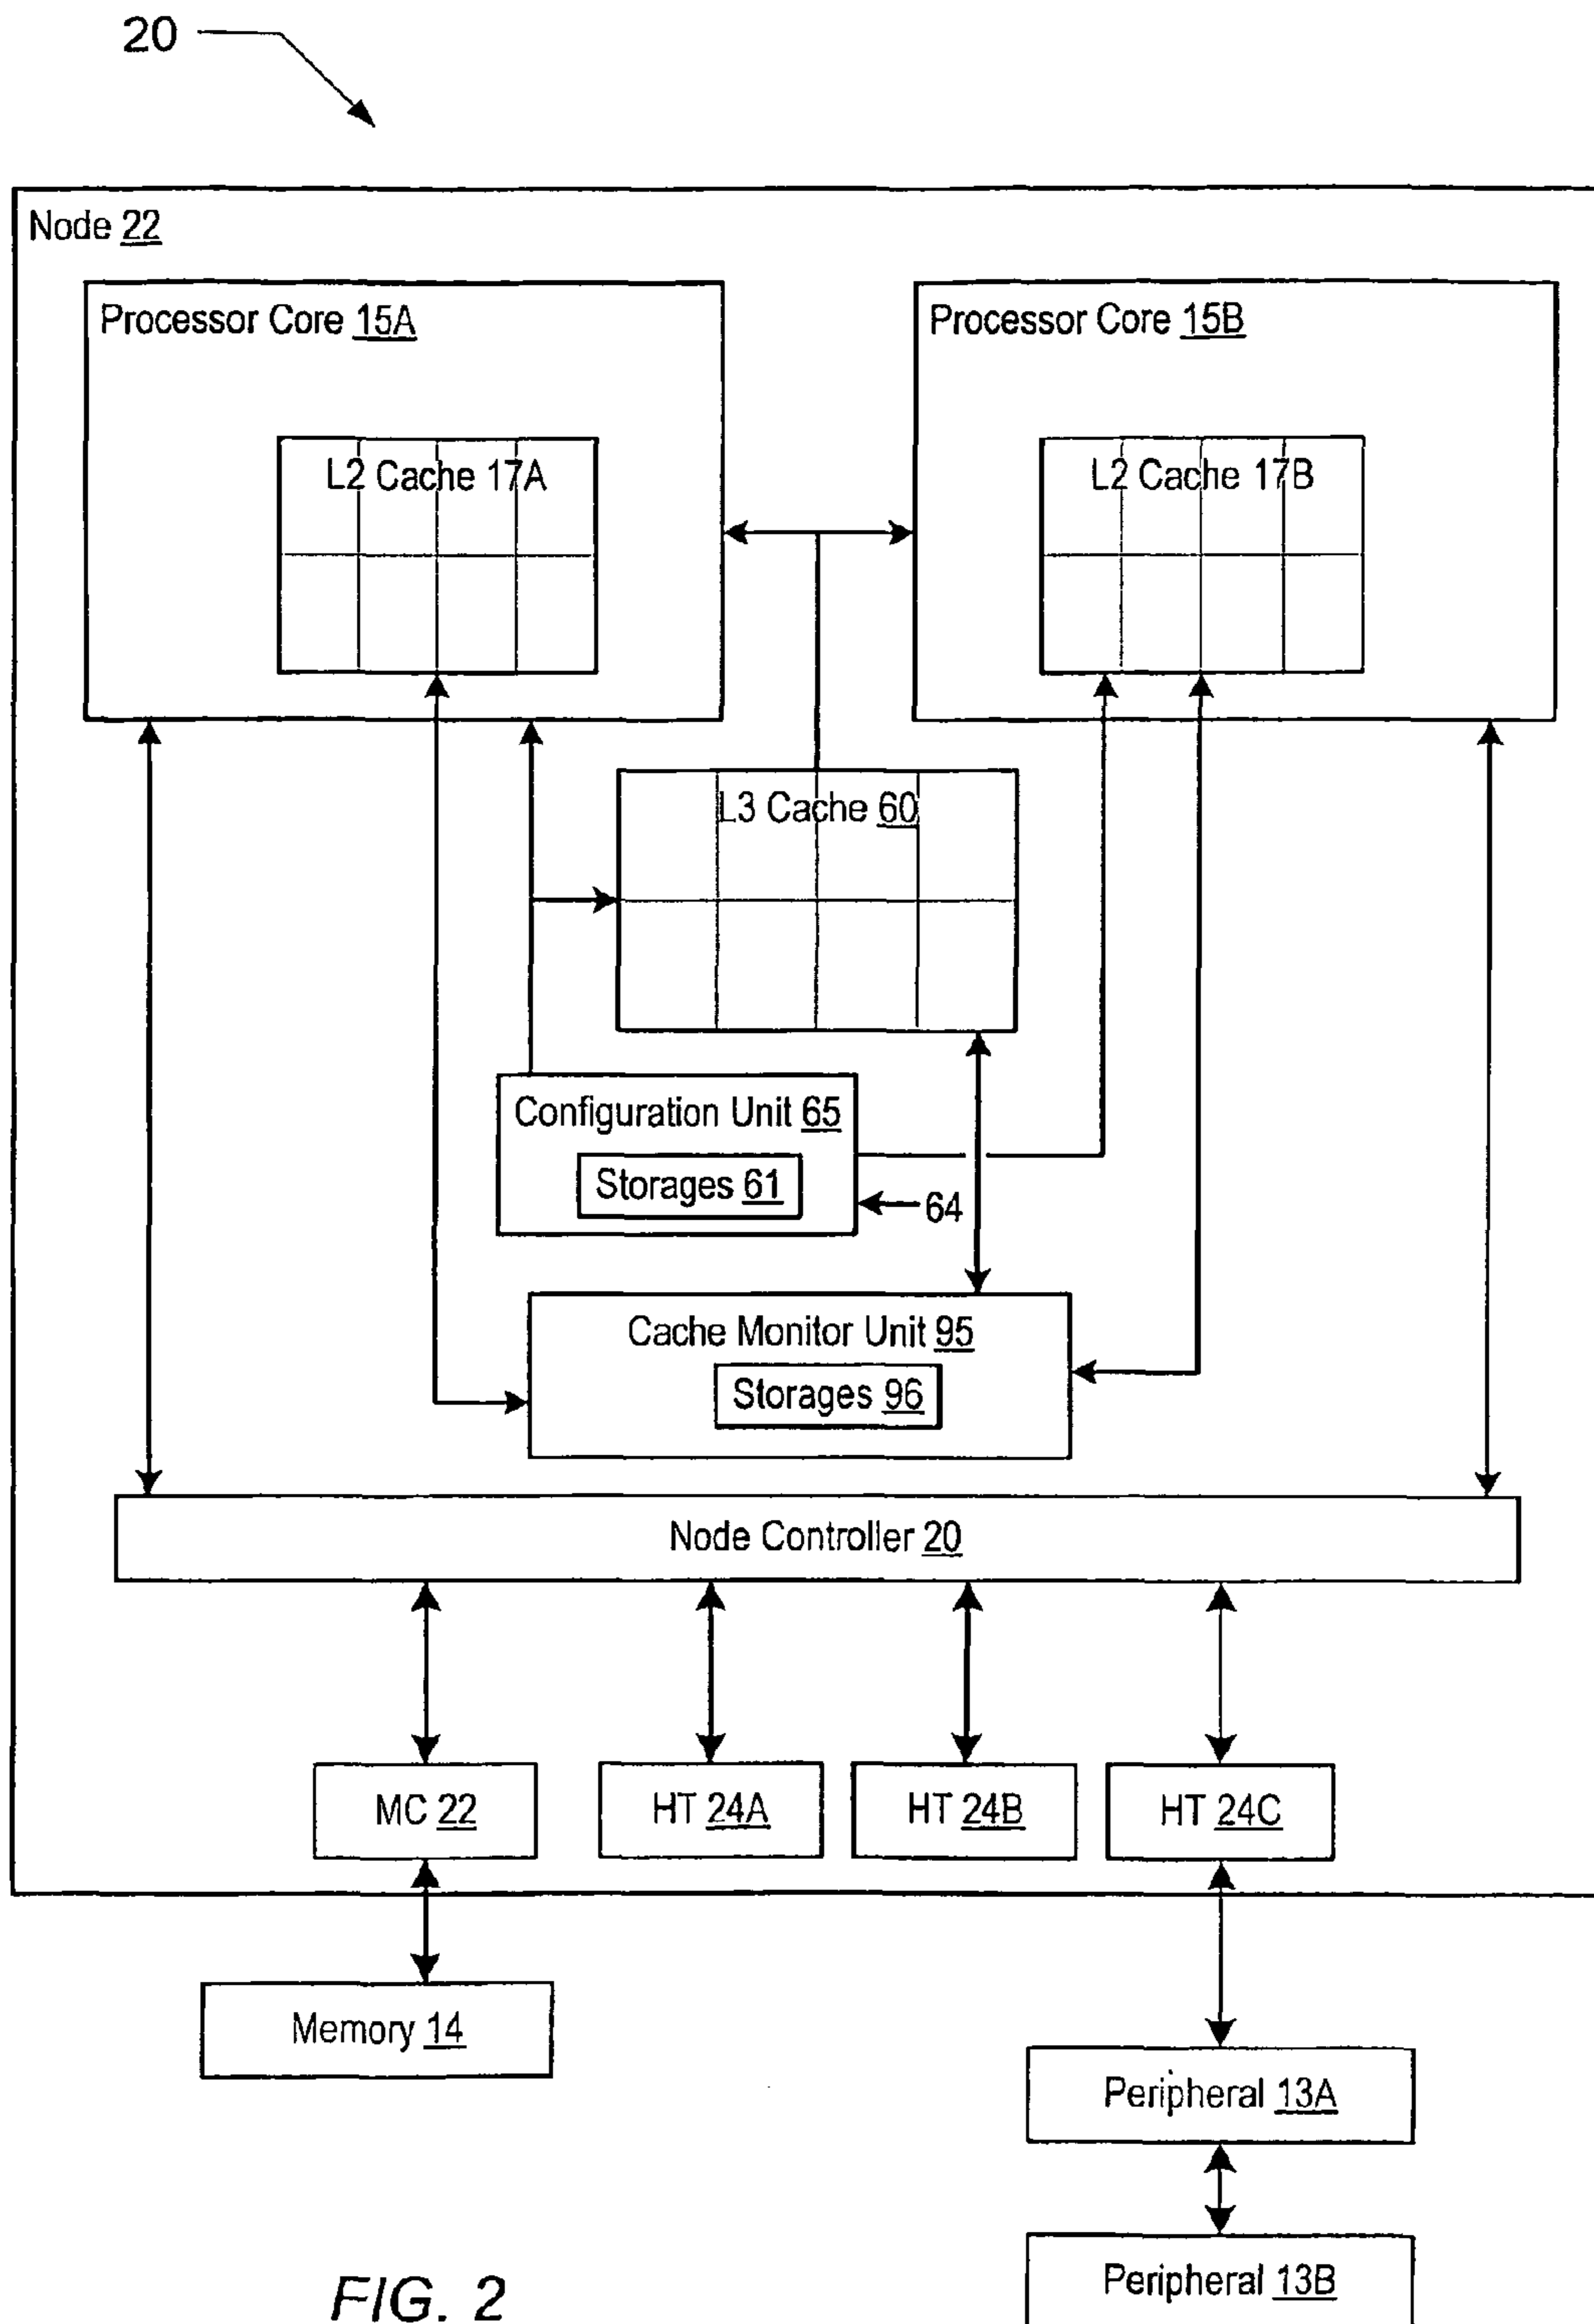 20
Node 22
Processor Core 15A
Processor Core 15B
L2 Cache 17A
L2 Cache 17B
L3 Cache 60
Configuration Unit 65
Storages 61
64
Cache Monitor Unit 95
Storages 96
Node Controller 20
MC 22
HT 24A
HT 24B
HT 24C
Memory 14
Peripheral 13A
Peripheral 13B
FIG. 2